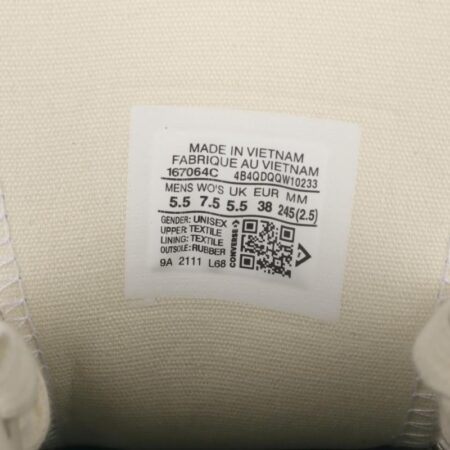 MADE IN VIETNAM
FABRIQUE AU VIETNAM
167064C 4B4QDQQW10233
MENS WO'S UK EUR MM
5.5 7.5 5.5 38 245(2.5)
GENDER: UNISEX
UPPER: TEXTILE
LINING: TEXTILE
OUTSOLE: RUBBER
CONVERSE
9A 2111 L68